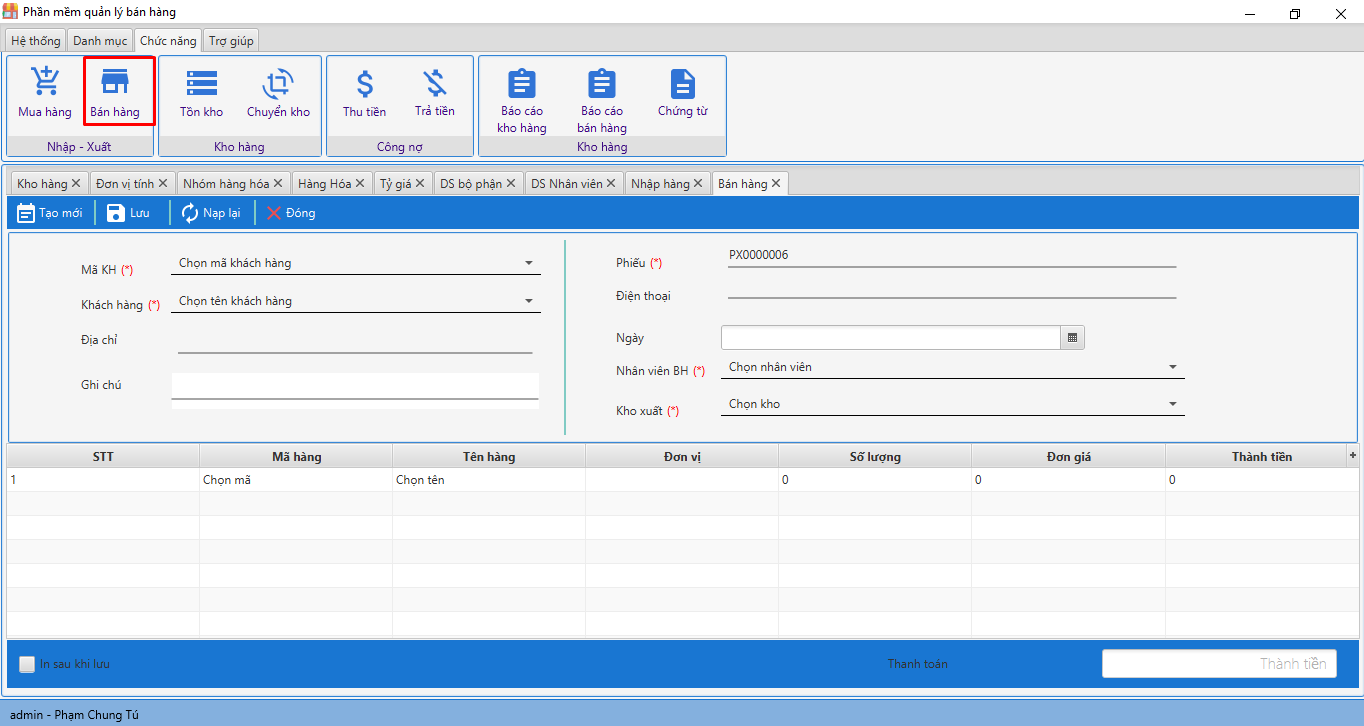 Phần mềm quản lý bán hàng
Hệ thống Danh mục Chức năng Trợ giúp
Mua hàng Bán hàng Tồn kho Chuyển kho Thu tiền Trả tiền Báo cáo kho hàng Báo cáo bán hàng Chứng từ
Nhập - Xuất Kho hàng Công nợ Kho hàng
Kho hàng Đơn vị tính Nhóm hàng hóa Hàng Hóa Tỷ giá DS bộ phận DS Nhân viên Nhập hàng Bán hàng
Tạo mới Lưu Nạp lại Đóng
Mã KH (*) Chọn mã khách hàng
Khách hàng (*) Chọn tên khách hàng
Địa chỉ
Ghi chú
Phiếu (*) PX0000006
Điện thoại
Ngày
Nhân viên BH (*) Chọn nhân viên
Kho xuất (*) Chọn kho
STT Mã hàng Tên hàng Đơn vị Số lượng Đơn giá Thành tiền +
1 Chọn mã Chọn tên 0 0 0
In sau khi lưu Thanh toán Thành tiền
admin - Phạm Chung Tú